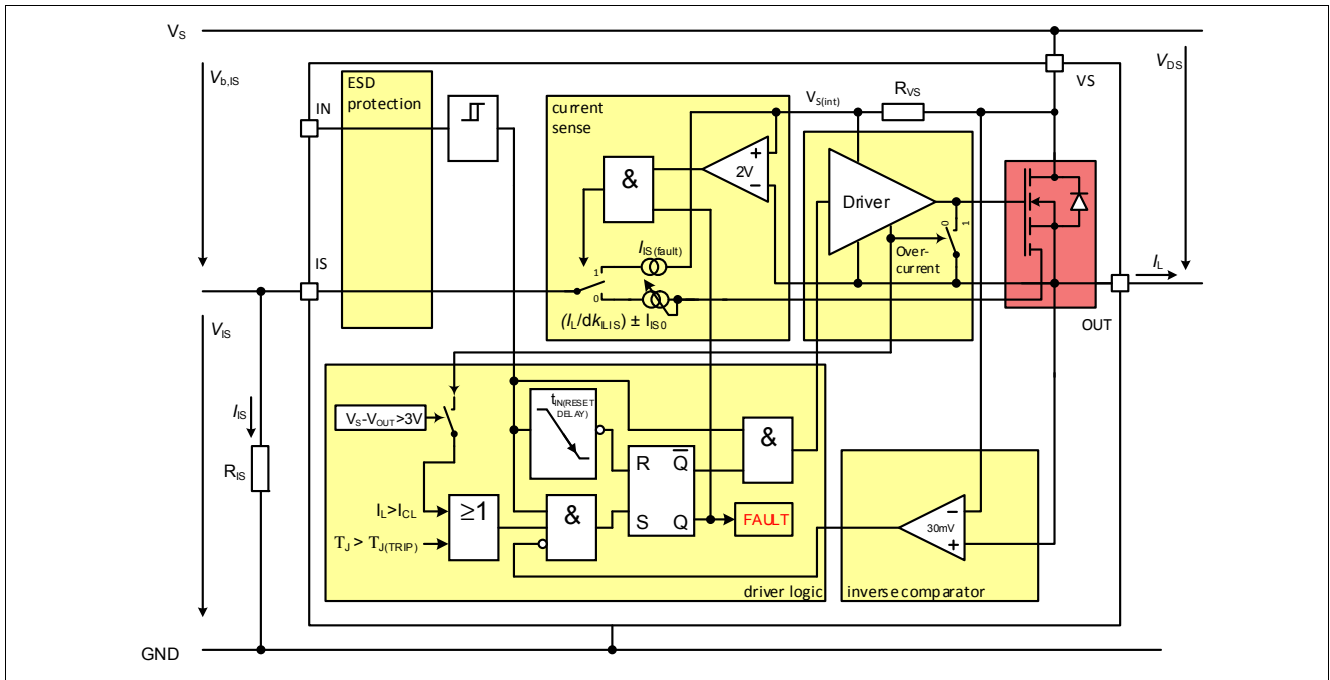 VS
Vb,IS
VDS
ESD
protection
IN
current
sense
VS(int)
RVS
VS
&
+
2V
−
Driver
0
1
Over-
current
IS
IIS(fault)
1
0
(IL/dkILIS) ± IIS0
IL
OUT
VIS
IIS
RIS
VS-VOUT>3V
tIN(RESET
DELAY)
&
R
Q
S
Q
FAULT
IL>ICL
≥1
TJ > TJ(TRIP)
&
−
30mV
+
driver logic
inverse comparator
GND